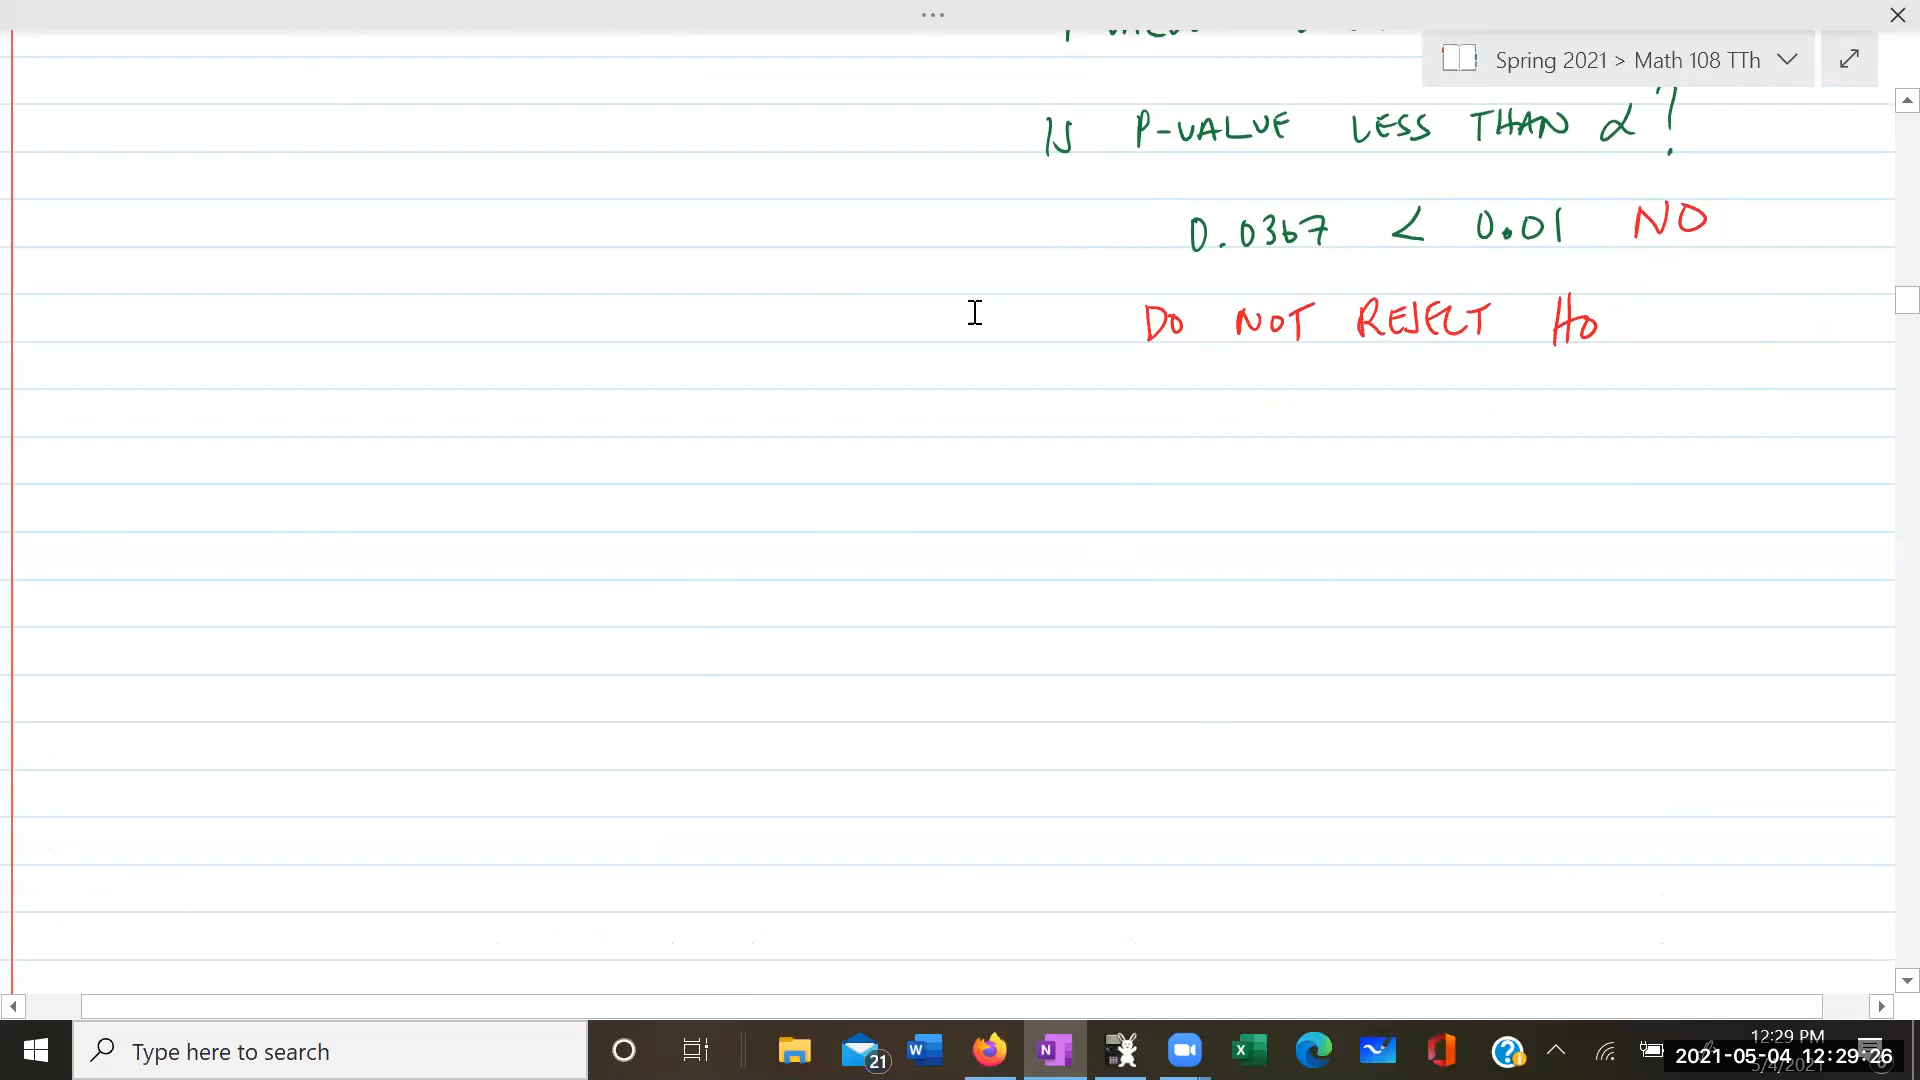 Spring 2021 > Math 108 TTh
IS P-VALUE LESS THAN α?
0.0367 < 0.01 NO
DO NOT REJECT H0
Type here to search
21
12:29 PM
2021-05-04 12:29:26